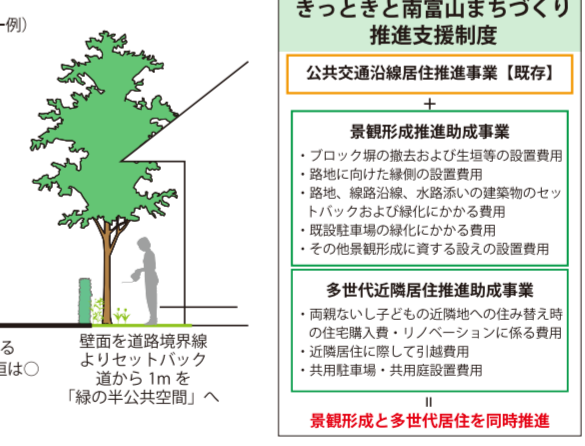 一例）
る
垣は○
壁面を道路境界線
よりセットバック
道から 1m を
「緑の半公共空間」へ
きっときと南富山まちづくり
推進支援制度
公共交通沿線居住推進事業【既存】
＋
景観形成推進助成事業
・ブロック塀の撤去および生垣等の設置費用
・路地に向けた縁側の設置費用
・路地、線路沿線、水路添いの建築物のセッ
トバックおよび緑化にかかる費用
・既設駐車場の緑化にかかる費用
・その他景観形成に資する設えの設置費用
多世代近隣居住推進助成事業
・両親ないし子どもの近隣地への住み替え時
の住宅購入費・リノベーションに係る費用
・近隣居住に際して引越費用
・共用駐車場・共用庭設置費用
＝
景観形成と多世代居住を同時推進